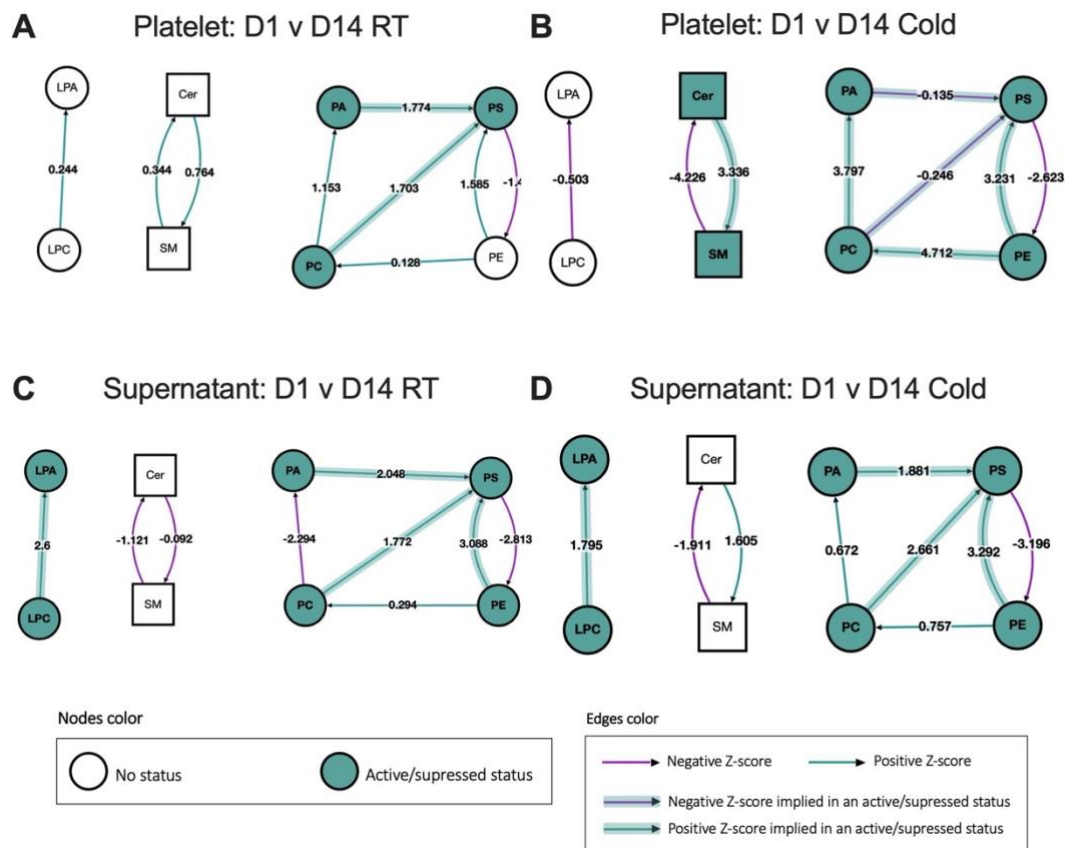 A Platelet: D1 v D14 RT
LPA
LPC
0.244
Cer
SM
0.344
0.764
PA
PS
PC
PE
1.774
1.153
1.703
1.585
-1.4
0.128
B Platelet: D1 v D14 Cold
LPA
LPC
-0.503
Cer
SM
-4.226
3.336
PA
PS
PC
PE
-0.135
3.797
-0.246
3.231
-2.623
4.712
C Supernatant: D1 v D14 RT
LPA
LPC
2.6
Cer
SM
-1.121
-0.092
PA
PS
PC
PE
2.048
-2.294
1.772
3.088
-2.813
0.294
D Supernatant: D1 v D14 Cold
LPA
LPC
1.795
Cer
SM
-1.911
1.605
PA
PS
PC
PE
1.881
0.672
2.661
3.292
-3.196
0.757
Nodes color
No status
Active/supressed status
Edges color
Negative Z-score
Positive Z-score
Negative Z-score implied in an active/supressed status
Positive Z-score implied in an active/supressed status